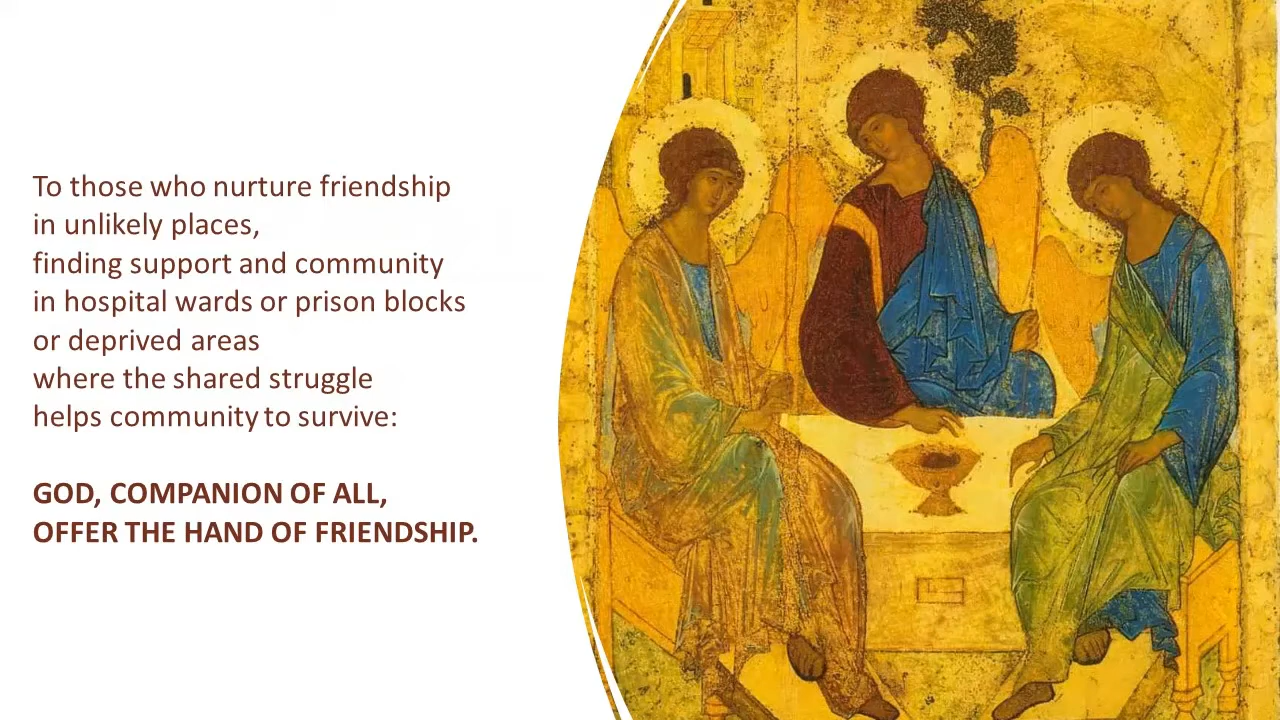 To those who nurture friendship
in unlikely places,
finding support and community
in hospital wards or prison blocks
or deprived areas
where the shared struggle
helps community to survive:
GOD, COMPANION OF ALL,
OFFER THE HAND OF FRIENDSHIP.